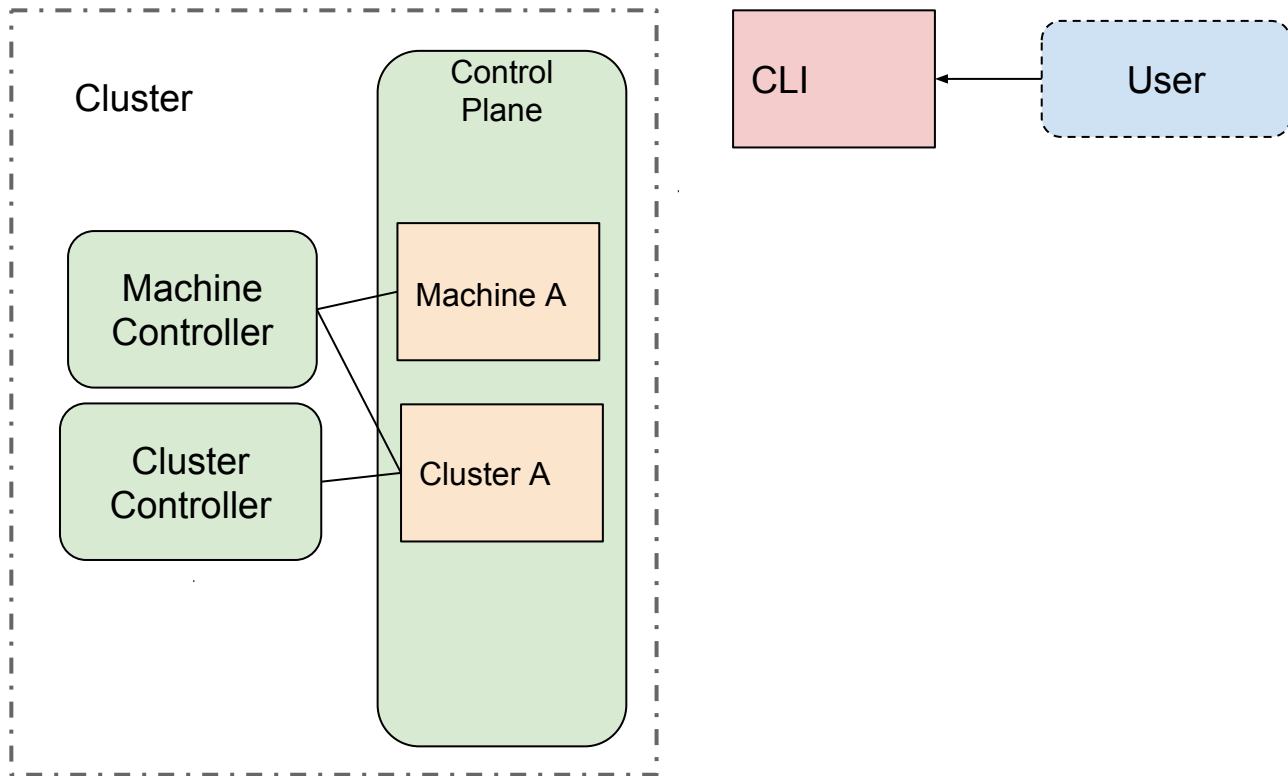 Cluster
Control
Plane
CLI
User
Machine
Controller
Machine A
Cluster
Controller
Cluster A